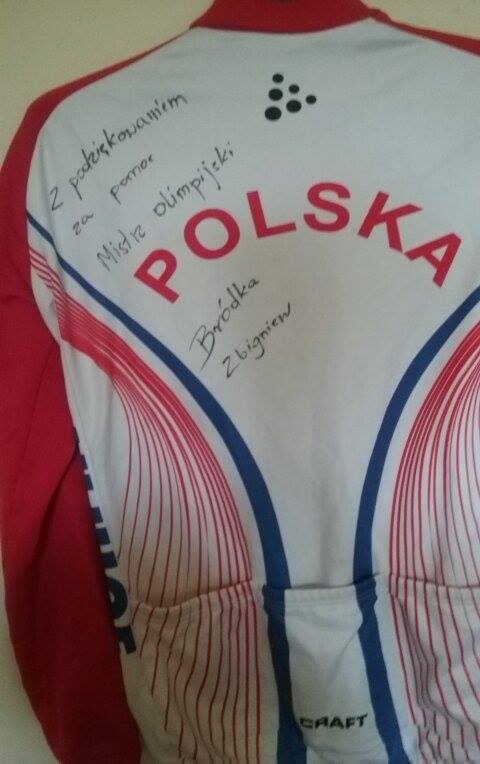 Z podziękowaniem
za pomoc
Mistrz olimpijski
POLSKA
Bródka
Zbigniew
CRAFT